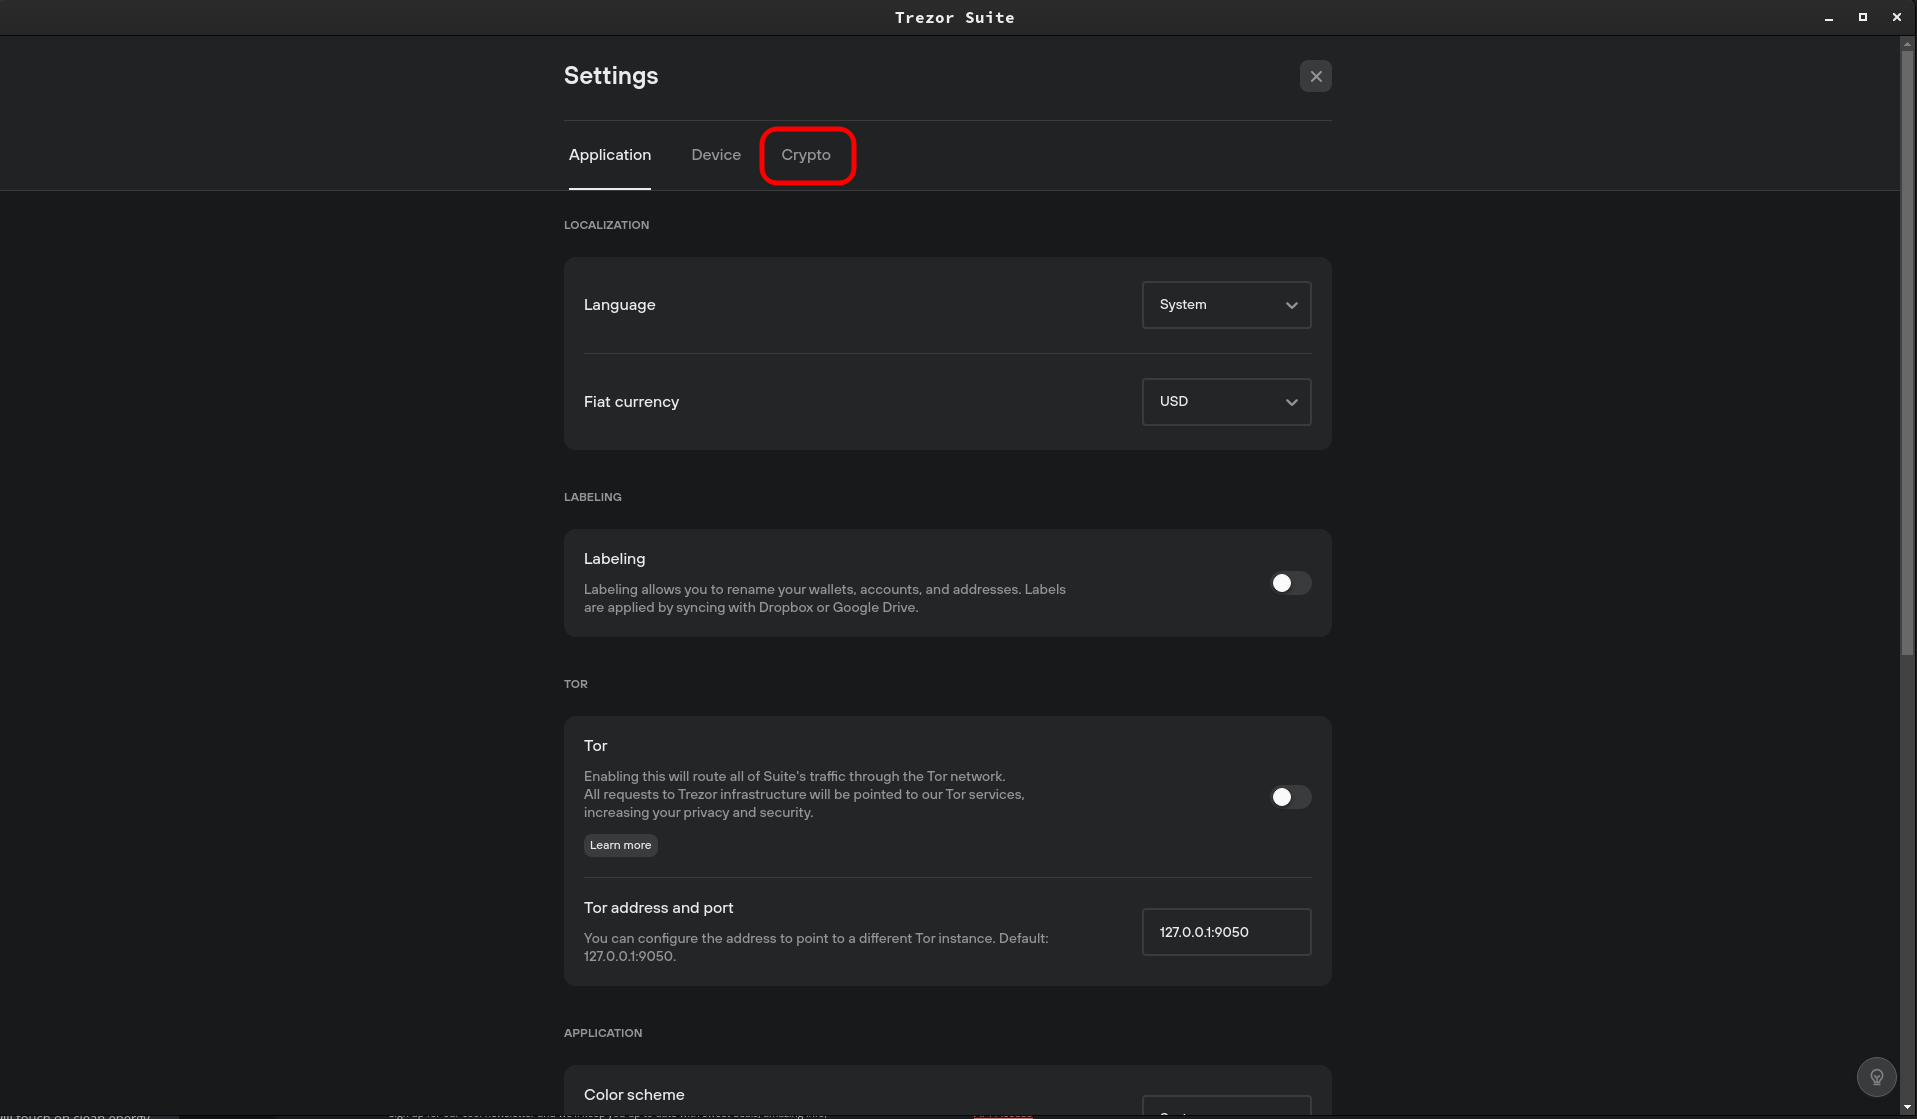 Trezor Suite
Settings
Application Device Crypto
LOCALIZATION
Language
System
Fiat currency
USD
LABELING
Labeling
Labeling allows you to rename your wallets, accounts, and addresses. Labels
are applied by syncing with Dropbox or Google Drive.
TOR
Tor
Enabling this will route all of Suite's traffic through the Tor network.
All requests to Trezor infrastructure will be pointed to our Tor services,
increasing your privacy and security.
Learn more
Tor address and port
You can configure the address to point to a different Tor instance. Default:
127.0.0.1:9050.
127.0.0.1:9050
APPLICATION
Color scheme